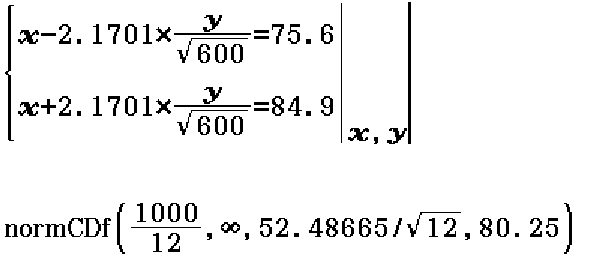 x−2.1701×y/√600=75.6
x+2.1701×y/√600=84.9
x,y
normCDf(1000/12,∞,52.48665/√12,80.25)